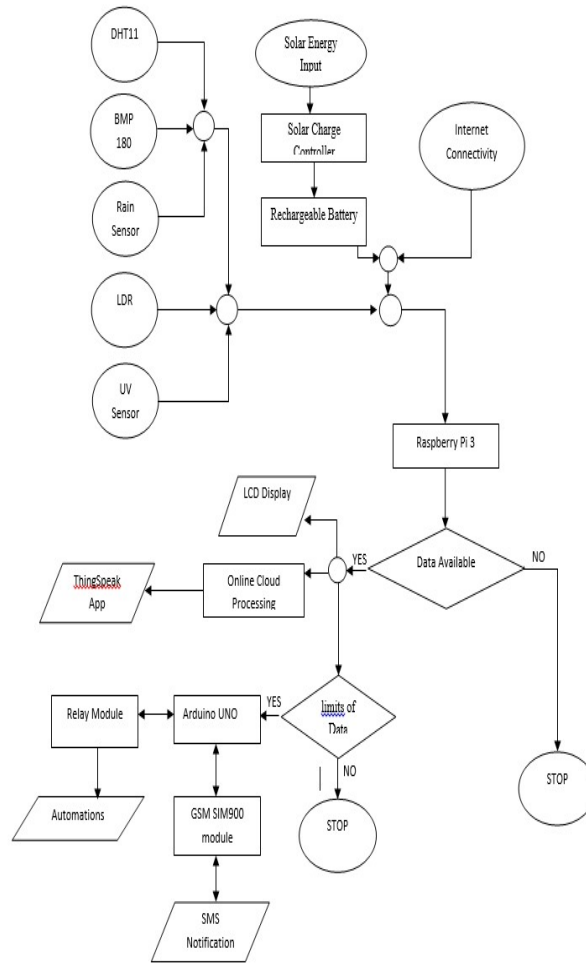 DHT11
Solar Energy
Input
BMP
180
Solar Charge
Controller
Internet
Connectivity
Rain
Sensor
Rechargeable Battery
LDR
UV
Sensor
Raspberry Pi 3
LCD Display
YES
Data Available
NO
ThingSpeak
App
Online Cloud
Processing
limits of
Data
YES
Relay Module
Arduino UNO
NO
STOP
Automations
GSM SIM900
module
STOP
SMS
Notification